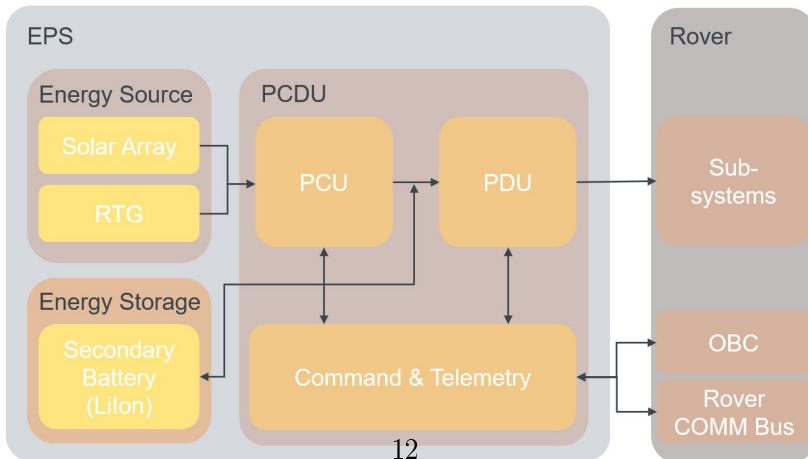 EPS
Energy Source
Solar Array
RTG
Energy Storage
Secondary
Battery
(LiIon)
PCDU
PCU
PDU
Command & Telemetry
Rover
Sub-
systems
OBC
Rover
COMM Bus
12